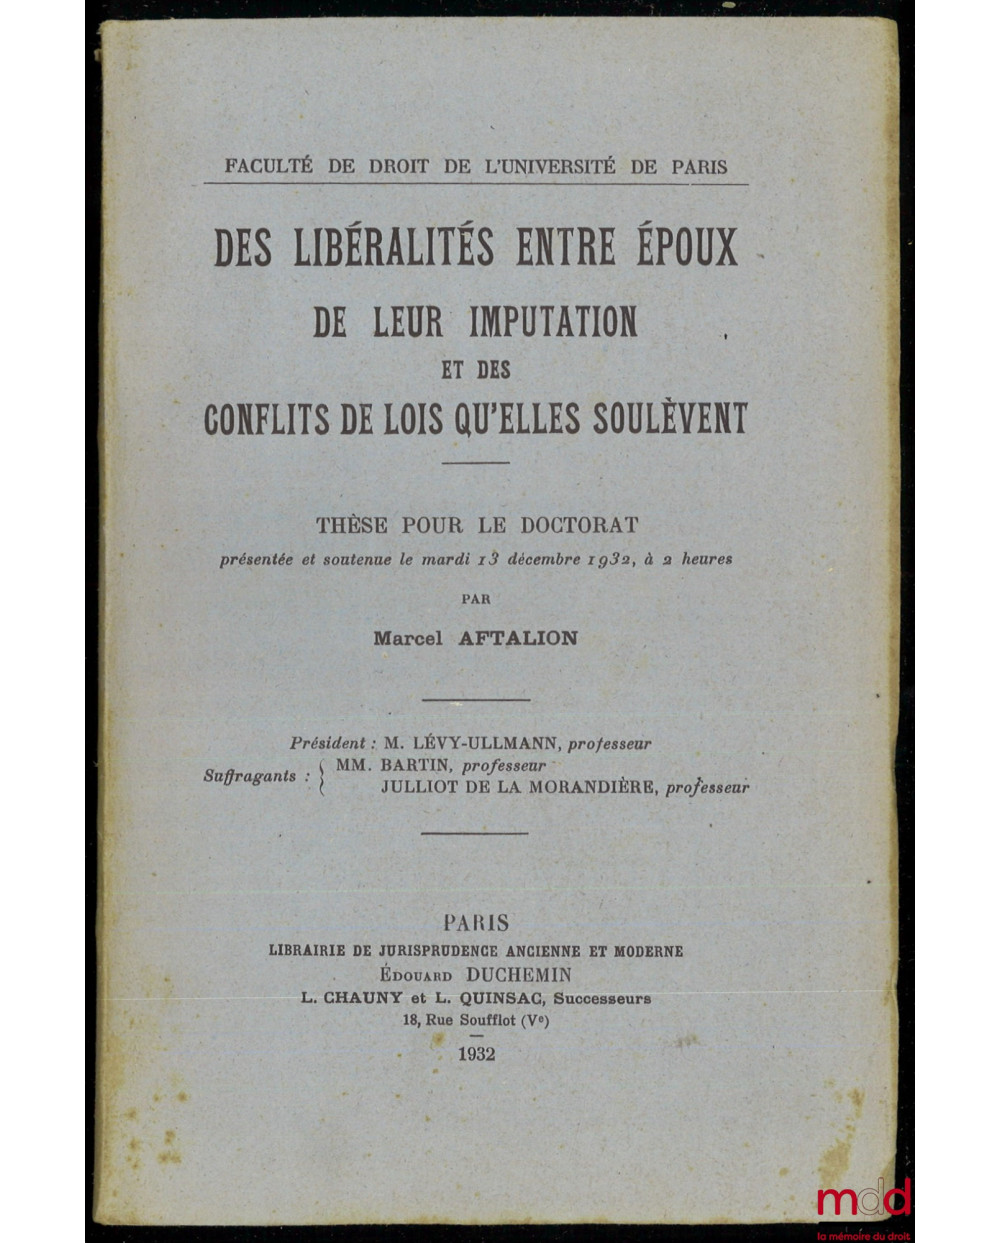 FACULTÉ DE DROIT DE L'UNIVERSITÉ DE PARIS
DES LIBÉRALITÉS ENTRE ÉPOUX
DE LEUR IMPUTATION
ET DES
CONFLITS DE LOIS QU'ELLES SOULÈVENT
THÈSE POUR LE DOCTORAT
présentée et soutenue le mardi 13 décembre 1932, à 2 heures
PAR
Marcel AFTALION
Président : M. LÉVY-ULLMANN, professeur
Suffragants : { MM. BARTIN, professeur
JULLIOT DE LA MORANDIÈRE, professeur
PARIS
LIBRAIRIE DE JURISPRUDENCE ANCIENNE ET MODERNE
ÉDOUARD DUCHEMIN
L. CHAUNY et L. QUINSAC, Successeurs
18, Rue Soufflot (Ve)
1932
mdd
la mémoire du droit